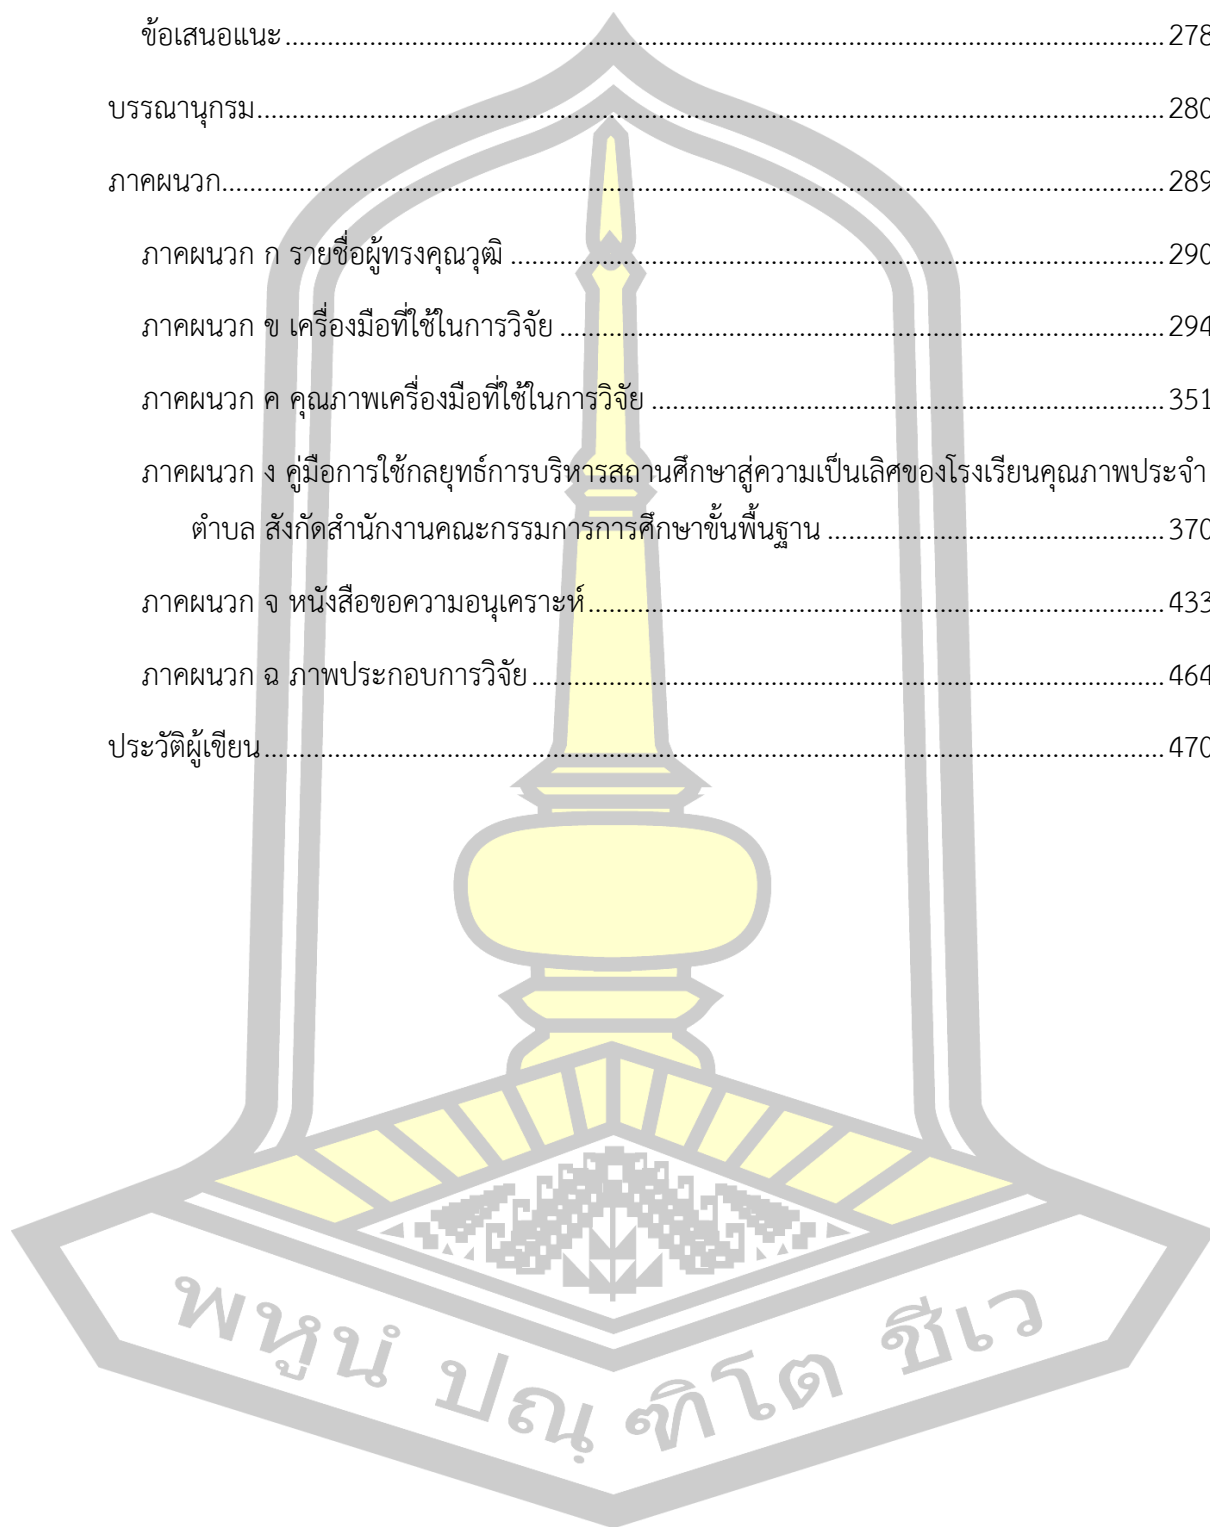 ข้อเสนอแนะ ........................................................................................................ 278
บรรณานุกรม ........................................................................................................ 280
ภาคผนวก ........................................................................................................ 289
ภาคผนวก ก รายชื่อผู้ทรงคุณวุฒิ ........................................................................................ 290
ภาคผนวก ข เครื่องมือที่ใช้ในการวิจัย ................................................................................ 294
ภาคผนวก ค คุณภาพเครื่องมือที่ใช้ในการวิจัย .................................................................... 351
ภาคผนวก ง คู่มือการใช้กลยุทธ์การบริหารสถานศึกษาสู่ความเป็นเลิศของโรงเรียนคุณภาพประจำ
ตำบล สังกัดสำนักงานคณะกรรมการการศึกษาขั้นพื้นฐาน ........................................... 370
ภาคผนวก จ หนังสือขอความอนุเคราะห์ ............................................................................. 433
ภาคผนวก ฉ ภาพประกอบการวิจัย .................................................................................... 464
ประวัติผู้เขียน ........................................................................................................ 470
พหูนํ ปณฺฑิโต ชีเว